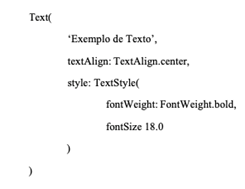 Text(
‘Exemplo de Texto’,
textAlign: TextAlign.center,
style: TextStyle(
fontWeight: FontWeight.bold,
fontSize 18.0
)
)